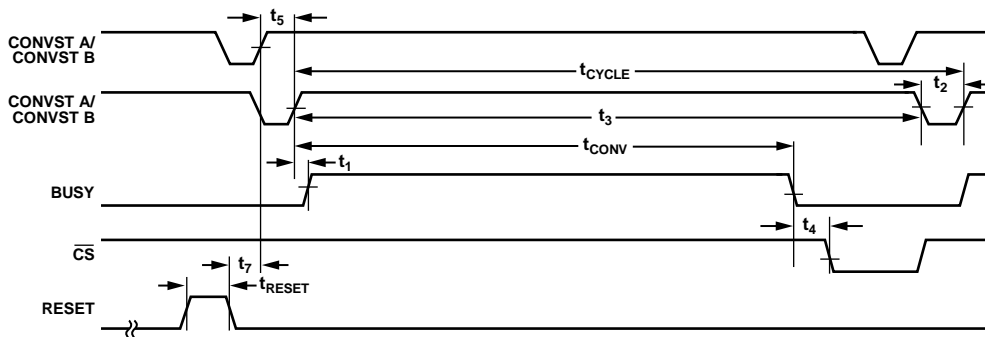 t5
CONVST A/
CONVST B
tCYCLE
t2
CONVST A/
CONVST B
t3
tCONV
t1
BUSY
t4
CS
t7
tRESET
RESET